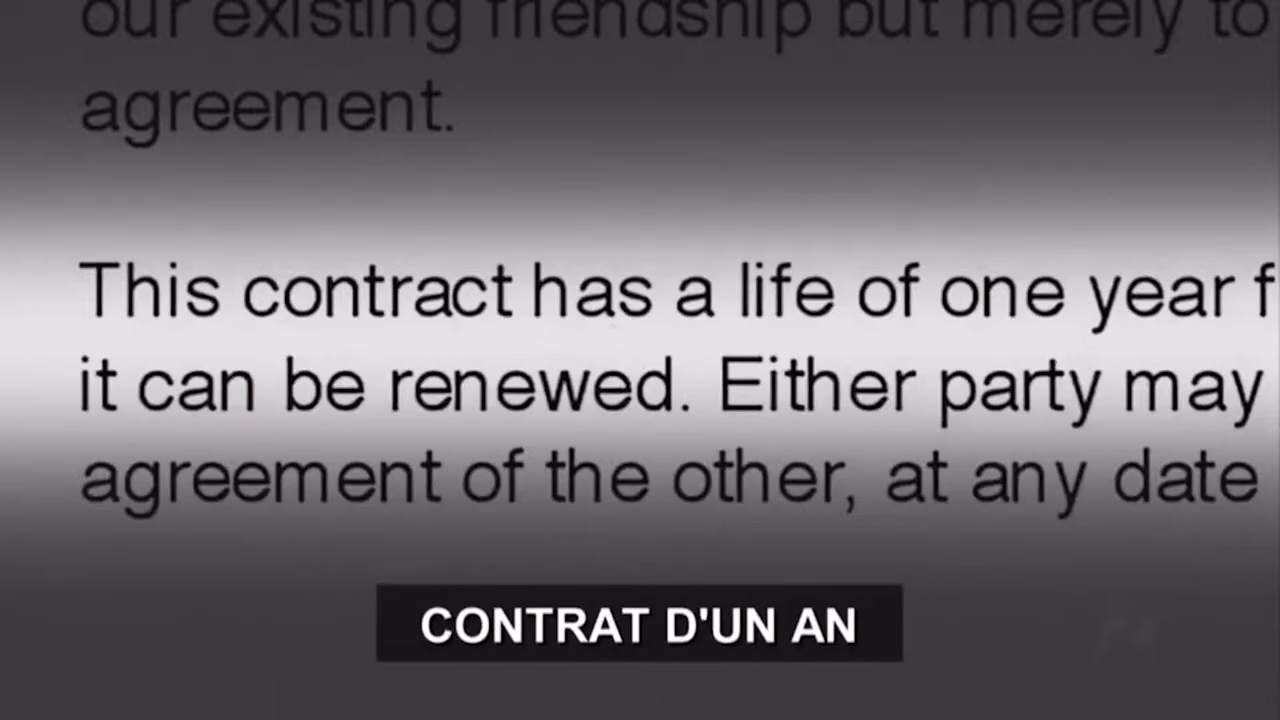 our existing friendship but merely to
agreement.
This contract has a life of one year f
it can be renewed. Either party may
agreement of the other, at any date
CONTRAT D'UN AN